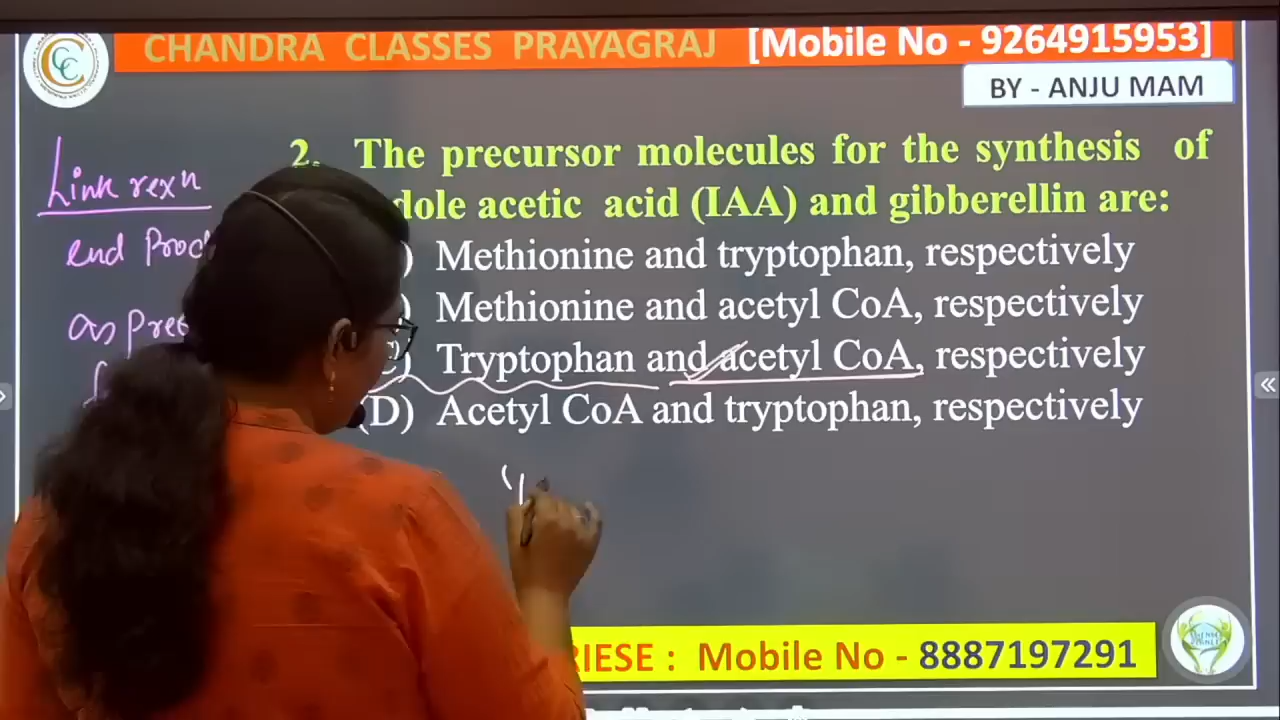 CHANDRA CLASSES PRAYAGRAJ [Mobile No - 9264915953]
BY - ANJU MAM
Link rexn
end Prod
as Pre
2. The precursor molecules for the synthesis of
dole acetic acid (IAA) and gibberellin are:
) Methionine and tryptophan, respectively
) Methionine and acetyl CoA, respectively
C) Tryptophan and acetyl CoA, respectively
(D) Acetyl CoA and tryptophan, respectively
RIESE : Mobile No - 8887197291